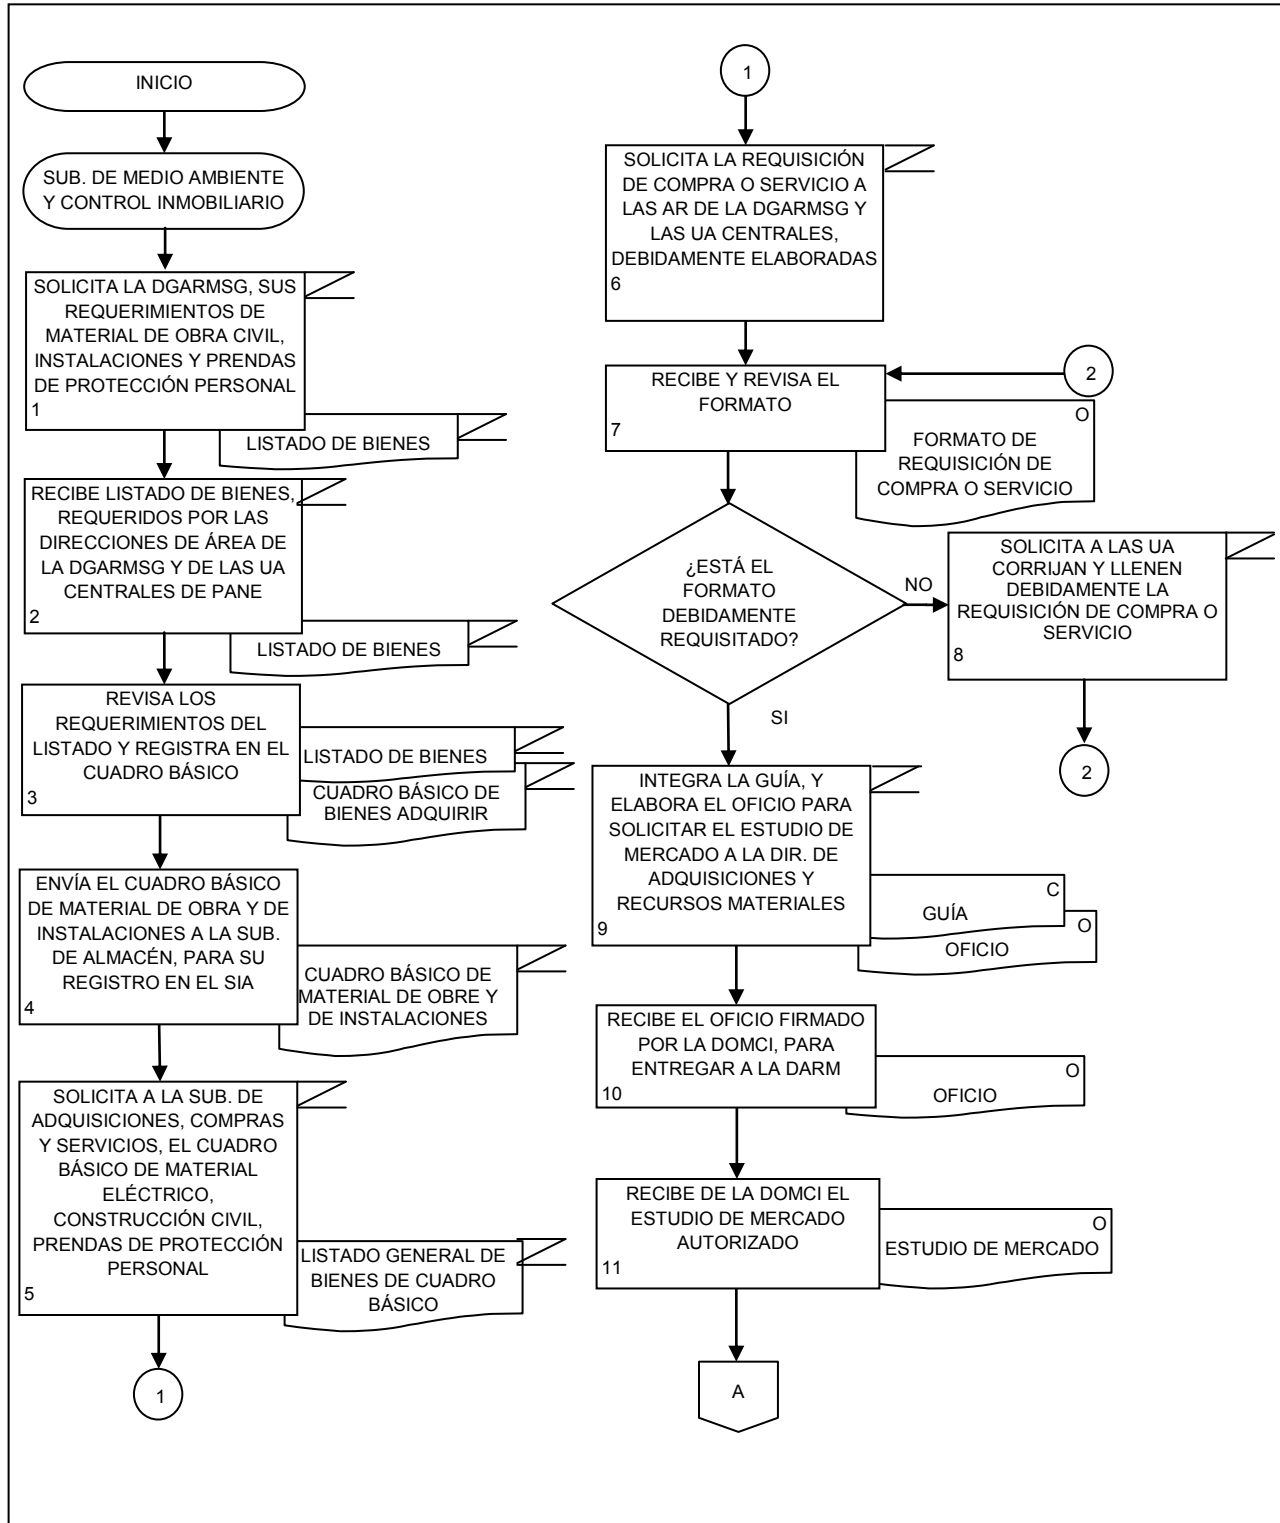 INICIO
SUB. DE MEDIO AMBIENTE
Y CONTROL INMOBILIARIO
SOLICITA LA DGARMSG, SUS
REQUERIMIENTOS DE
MATERIAL DE OBRA CIVIL,
INSTALACIONES Y PRENDAS
DE PROTECCIÓN PERSONAL
1
LISTADO DE BIENES
RECIBE LISTADO DE BIENES,
REQUERIDOS POR LAS
DIRECCIONES DE ÁREA DE
LA DGARMSG Y DE LAS UA
CENTRALES DE PANE
2
LISTADO DE BIENES
REVISA LOS
REQUERIMIENTOS DEL
LISTADO Y REGISTRA EN EL
CUADRO BÁSICO
3
LISTADO DE BIENES
CUADRO BÁSICO DE
BIENES ADQUIRIR
ENVÍA EL CUADRO BÁSICO
DE MATERIAL DE OBRA Y DE
INSTALACIONES A LA SUB.
DE ALMACÉN, PARA SU
REGISTRO EN EL SIA
4
CUADRO BÁSICO DE
MATERIAL DE OBRE Y
DE INSTALACIONES
SOLICITA A LA SUB. DE
ADQUISICIONES, COMPRAS
Y SERVICIOS, EL CUADRO
BÁSICO DE MATERIAL
ELÉCTRICO,
CONSTRUCCIÓN CIVIL,
PRENDAS DE PROTECCIÓN
PERSONAL
5
LISTADO GENERAL DE
BIENES DE CUADRO
BÁSICO
1
1
SOLICITA LA REQUISICIÓN
DE COMPRA O SERVICIO A
LAS AR DE LA DGARMSG Y
LAS UA CENTRALES,
DEBIDAMENTE ELABORADAS
6
RECIBE Y REVISA EL
FORMATO
7
2
O
FORMATO DE
REQUISICIÓN DE
COMPRA O SERVICIO
¿ESTÁ EL
FORMATO
DEBIDAMENTE
REQUISITADO?
NO
SOLICITA A LAS UA
CORRIJAN Y LLENEN
DEBIDAMENTE LA
REQUISICIÓN DE COMPRA O
SERVICIO
8
2
SI
INTEGRA LA GUÍA, Y
ELABORA EL OFICIO PARA
SOLICITAR EL ESTUDIO DE
MERCADO A LA DIR. DE
ADQUISICIONES Y
RECURSOS MATERIALES
9
C
GUÍA
O
OFICIO
RECIBE EL OFICIO FIRMADO
POR LA DOMCI, PARA
ENTREGAR A LA DARM
10
O
OFICIO
RECIBE DE LA DOMCI EL
ESTUDIO DE MERCADO
AUTORIZADO
11
O
ESTUDIO DE MERCADO
A